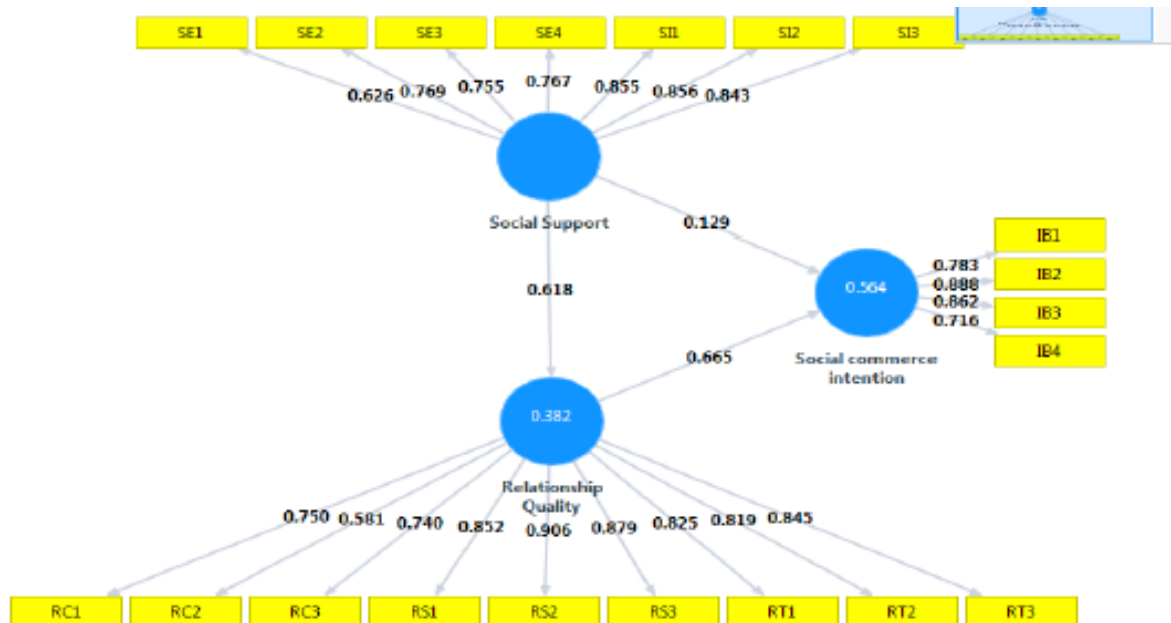 SE1 SE2 SE3 SE4 SI1 SI2 SI3
0.626 0.769 0.755 0.767 0.855 0.856 0.843
Social Support
0.129
0.618
IB1
0.783
IB2
0.888
0.862
IB3
0.716
IB4
0.564
Social commerce
intention
0.665
0.382
Relationship
Quality
0.750 0.581 0.740 0.852 0.906 0.879 0.825 0.819 0.845
RC1 RC2 RC3 RS1 RS2 RS3 RT1 RT2 RT3